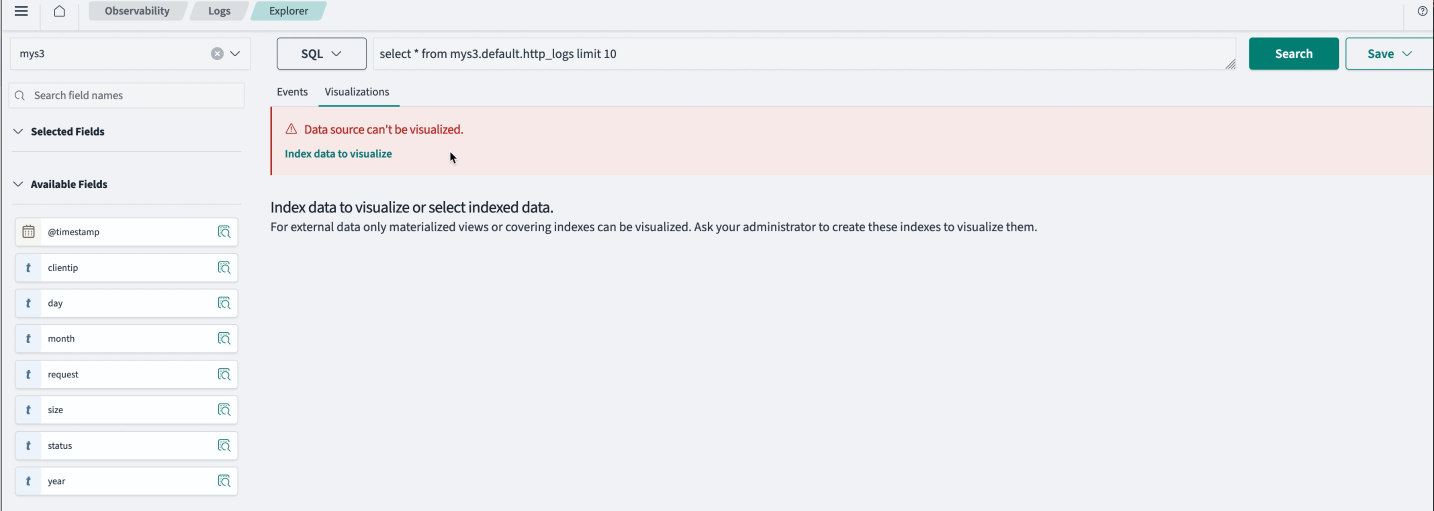 Observability Logs Explorer
mys3
SQL
select * from mys3.default.http_logs limit 10
Search
Save
Search field names
Selected Fields
Available Fields
@timestamp
t clientip
t day
t month
t request
t size
t status
t year
Events Visualizations
Data source can't be visualized.
Index data to visualize
Index data to visualize or select indexed data.
For external data only materialized views or covering indexes can be visualized. Ask your administrator to create these indexes to visualize them.